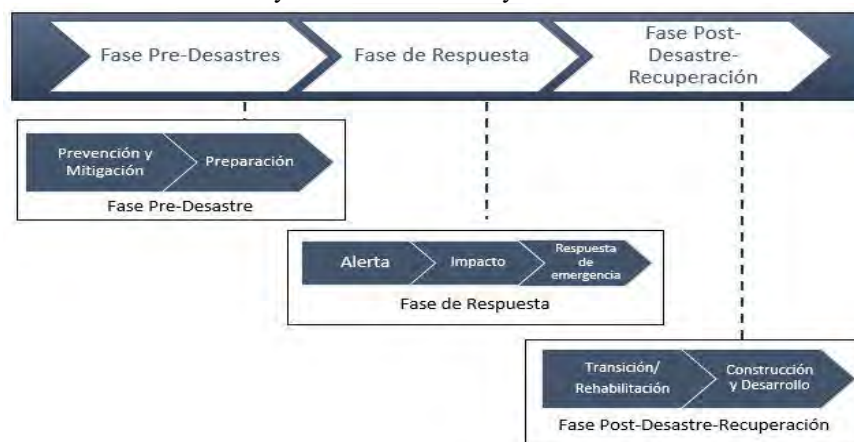 Fase Pre-Desastres
Fase de Respuesta
Fase Post-
Desastre-
Recuperación
Prevención y
Mitigación
Preparación
Fase Pre-Desastre
Alerta
Impacto
Respuesta
de
emergencia
Fase de Respuesta
Transición/
Rehabilitación
Construcción
y Desarrollo
Fase Post-Desastre-Recuperación